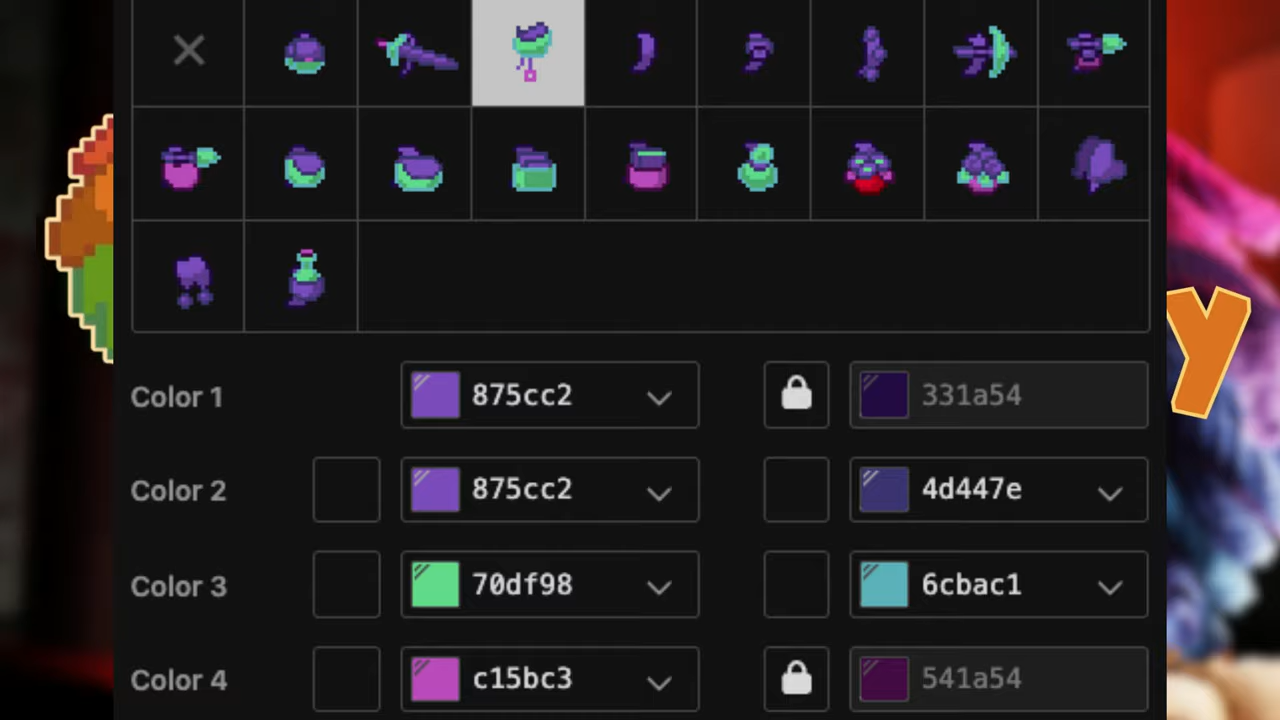 Color 1 875cc2 331a54
y
Color 2 875cc2 4d447e
Color 3 70df98 6cbac1
Color 4 c15bc3 541a54